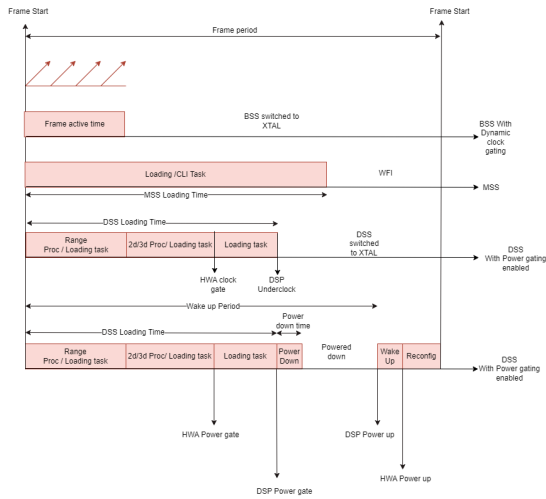 Frame Start
Frame Start
Frame period
Frame active time
BSS switched to
XTAL
BSS With
Dynamic
clock
gating
Loading /CLI Task
WFI
MSS
MSS Loading Time
DSS Loading Time
Range
Proc / Loading task
2d/3d Proc/ Loading task
Loading task
DSS
switched
to XTAL
DSS
With Power gating
enabled
HWA clock
gate
DSP
Underclock
Wake up Period
Power
down time
DSS Loading Time
Range
Proc / Loading task
2d/3d Proc/ Loading task
Loading task
Power
Down
Powered
down
Wake
Up
Reconfig
DSS
With Power gating
enabled
HWA Power gate
DSP Power up
HWA Power up
DSP Power gate